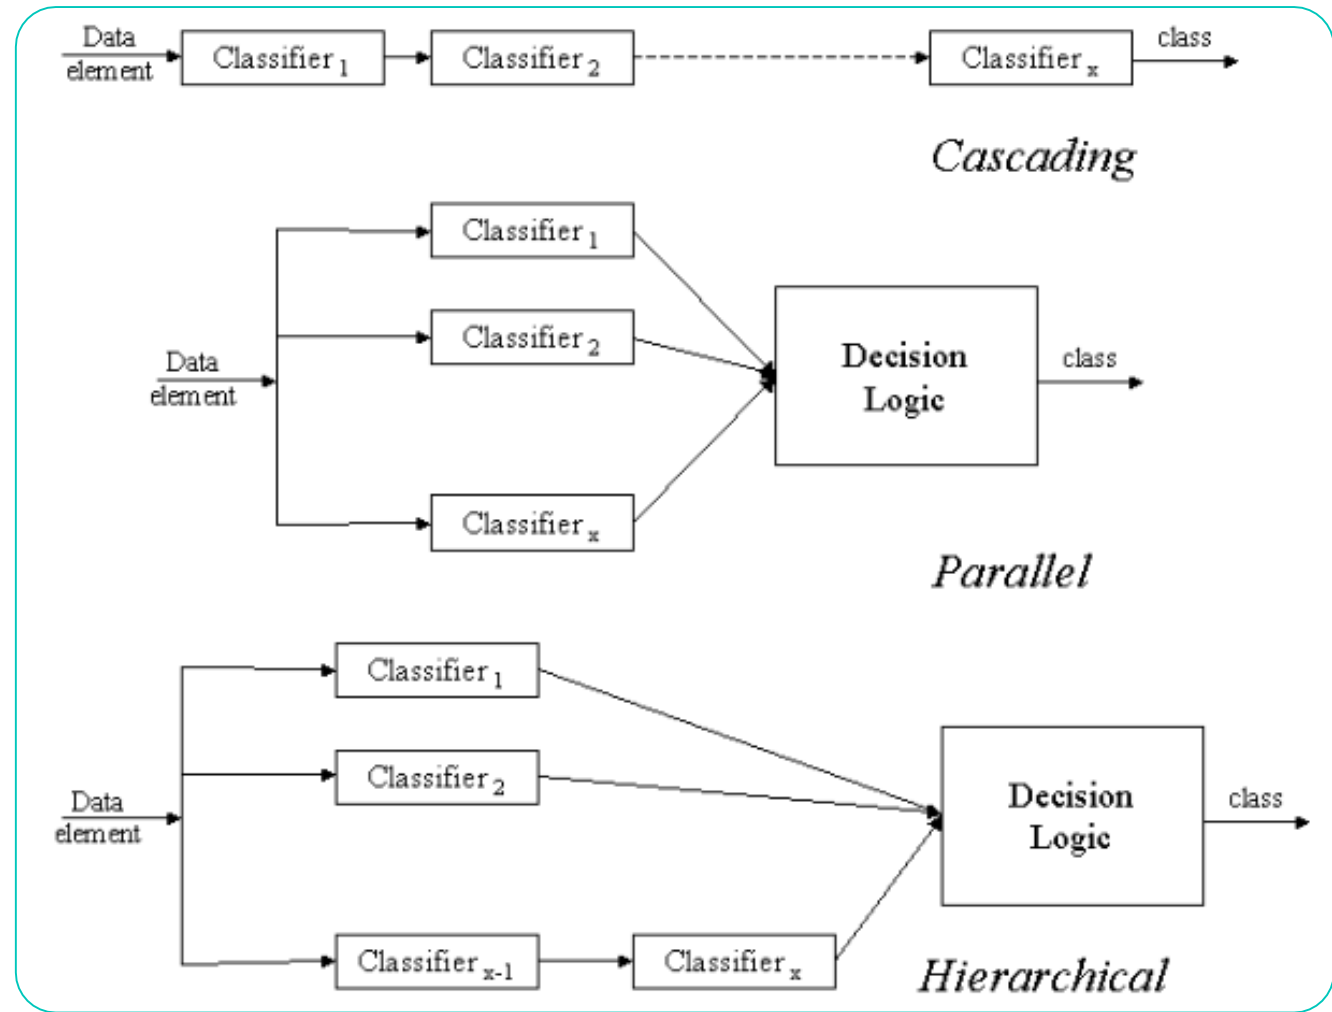 Data
element
Classifier 1
Classifier 2
Classifier x
class
Cascading
Classifier 1
Classifier 2
Data
element
Classifier x
Decision
Logic
class
Parallel
Classifier 1
Classifier 2
Data
element
Classifier x-1
Classifier x
Decision
Logic
class
Hierarchical